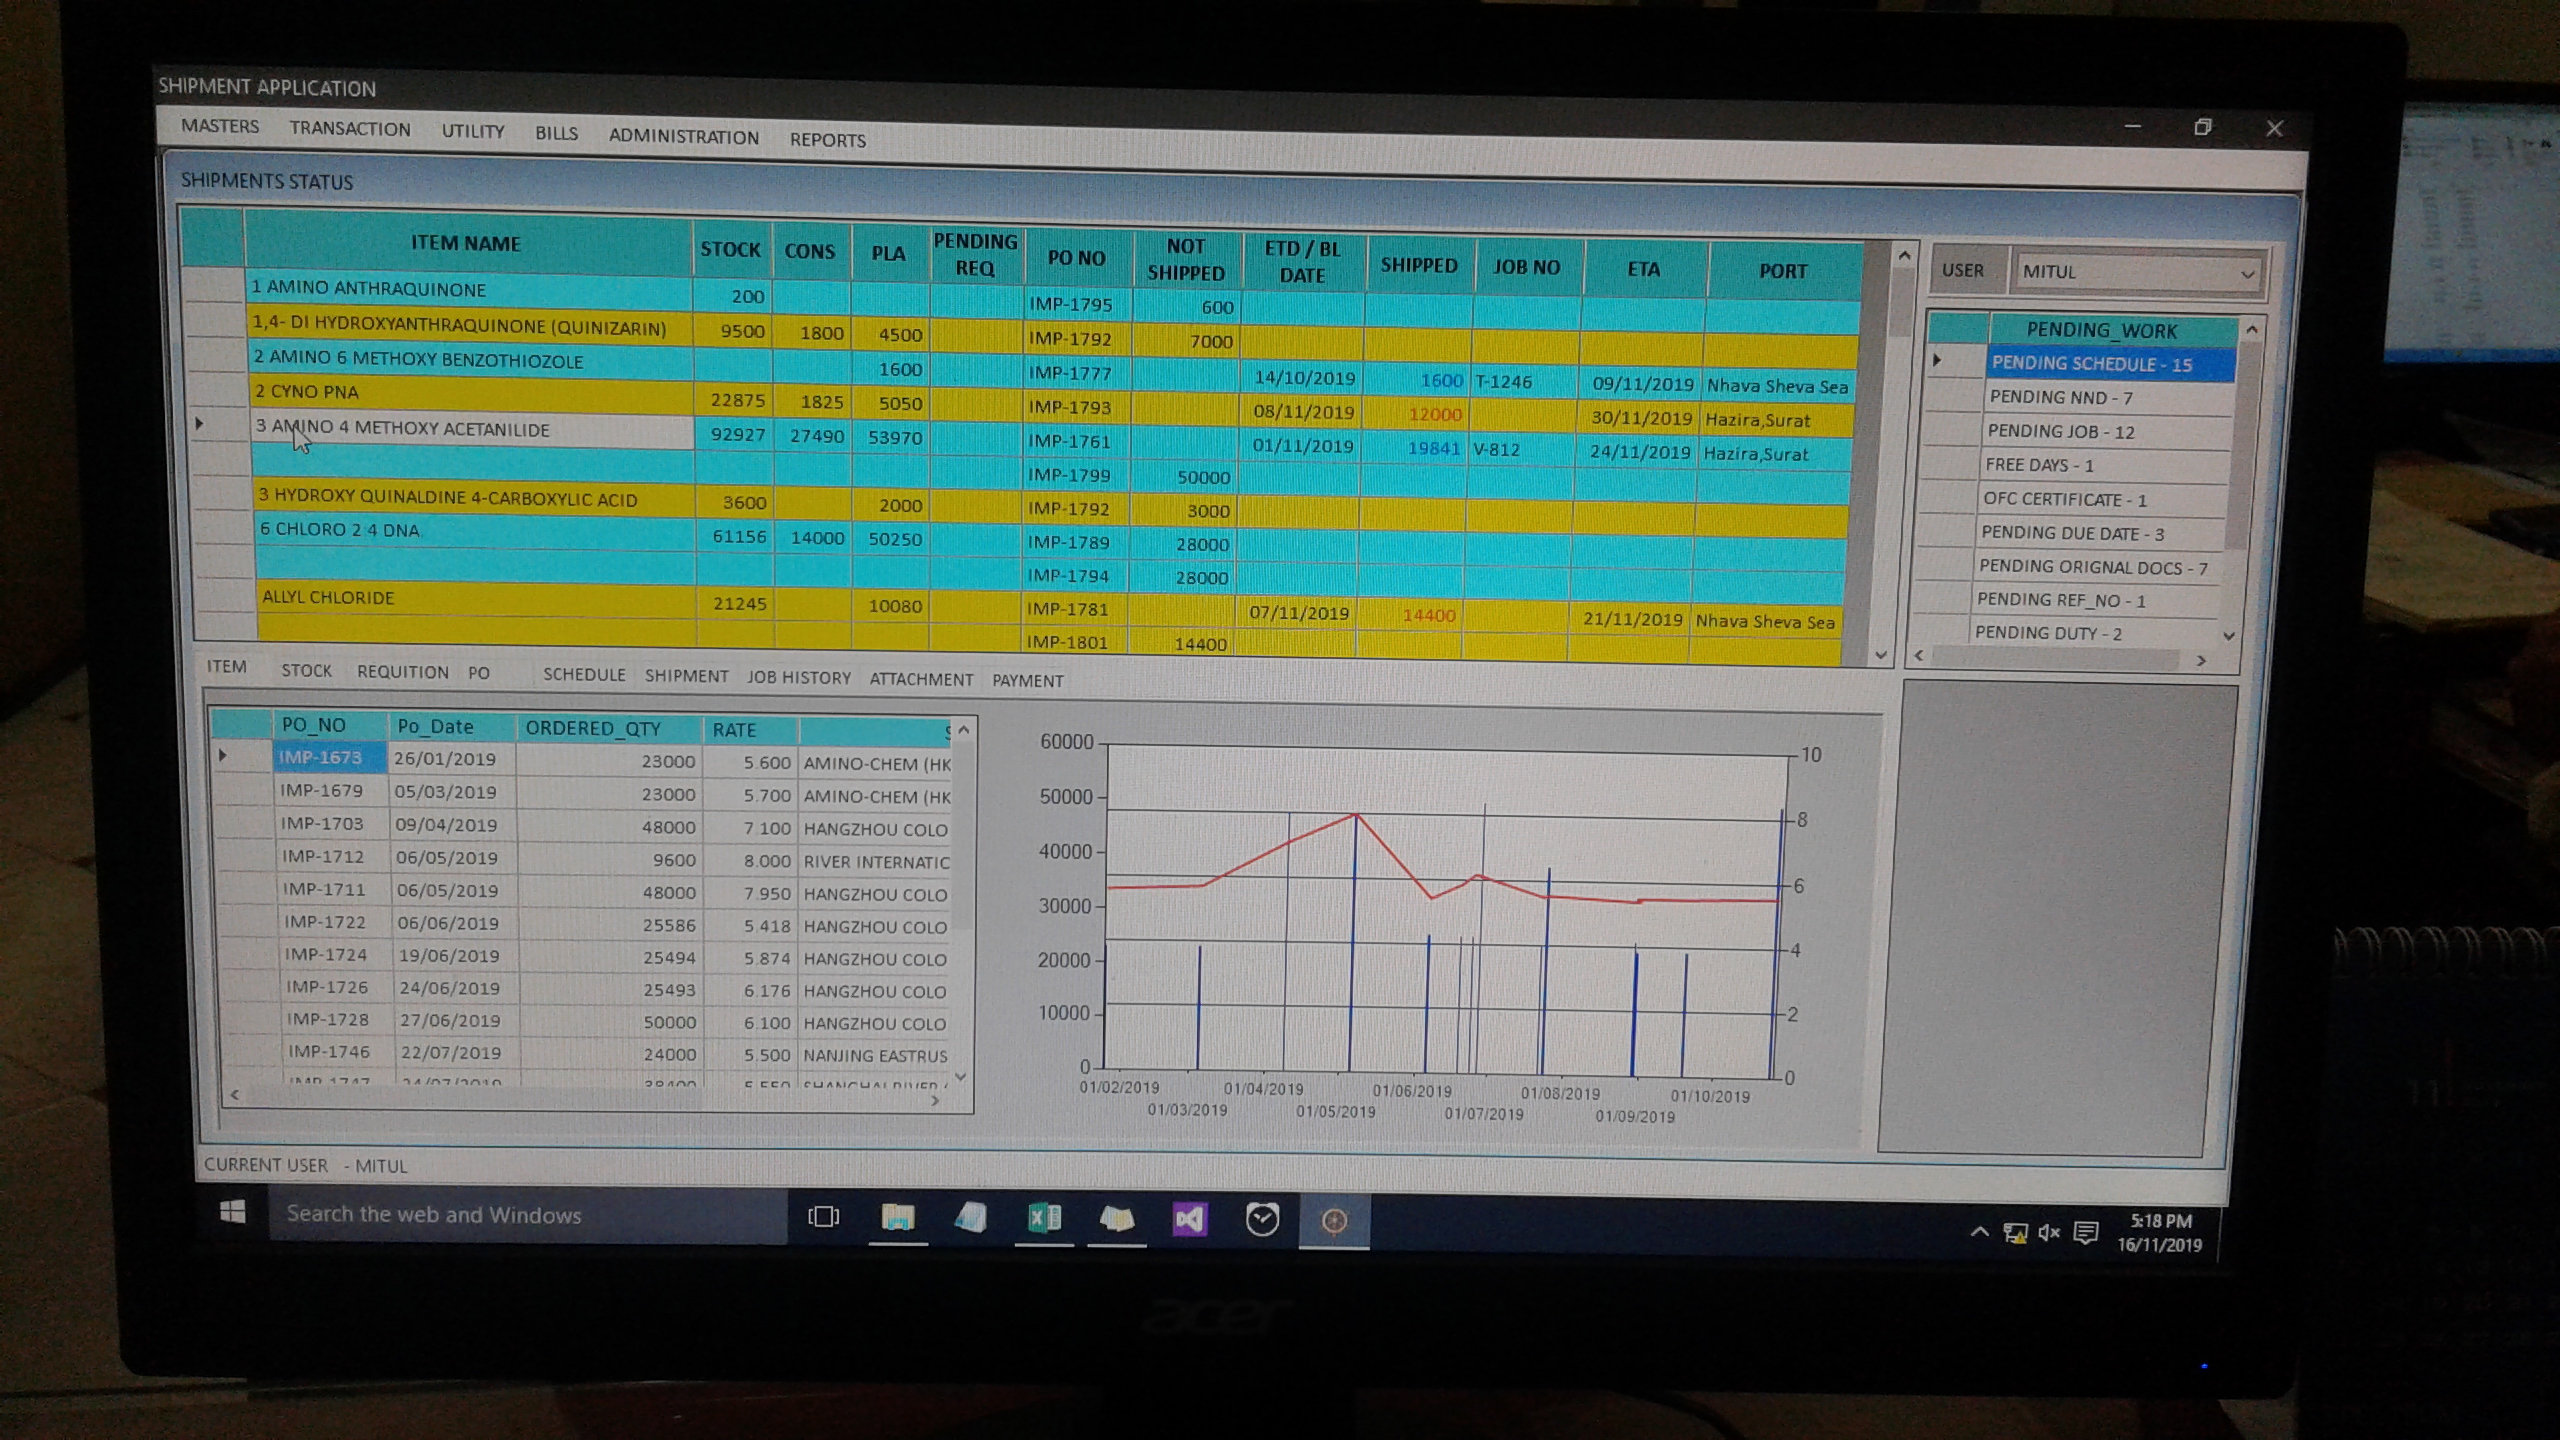 SHIPMENT APPLICATION
MASTERS TRANSACTION UTILITY BILLS ADMINISTRATION REPORTS
SHIPMENTS STATUS
ITEM NAME STOCK CONS PLA PENDING REQ PO NO NOT SHIPPED ETD / BL DATE SHIPPED JOB NO ETA PORT
1 AMINO ANTHRAQUINONE 200 IMP-1795 600
1,4- DI HYDROXYANTHRAQUINONE (QUINIZARIN) 9500 1800 4500 IMP-1792 7000
2 AMINO 6 METHOXY BENZOTHIOZOLE 1600 IMP-1777 14/10/2019 1600 T-1246 09/11/2019 Nhava Sheva Sea
2 CYNO PNA 22875 1825 5050 IMP-1793 08/11/2019 12000 30/11/2019 Hazira,Surat
3 AMINO 4 METHOXY ACETANILIDE 92927 27490 53970 IMP-1761 01/11/2019 19841 V-812 24/11/2019 Hazira,Surat
IMP-1799 50000
3 HYDROXY QUINALDINE 4-CARBOXYLIC ACID 3600 2000 IMP-1792 3000
6 CHLORO 2 4 DNA 61156 14000 50250 IMP-1789 28000
IMP-1794 28000
ALLYL CHLORIDE 21245 10080 IMP-1781 07/11/2019 14400 21/11/2019 Nhava Sheva Sea
IMP-1801 14400
USER MITUL
PENDING_WORK
PENDING SCHEDULE - 15
PENDING NND - 7
PENDING JOB - 12
FREE DAYS - 1
OFC CERTIFICATE - 1
PENDING DUE DATE - 3
PENDING ORIGNAL DOCS - 7
PENDING REF_NO - 1
PENDING DUTY - 2
ITEM STOCK REQUITION PO SCHEDULE SHIPMENT JOB HISTORY ATTACHMENT PAYMENT
PO_NO Po_Date ORDERED_QTY RATE
IMP-1673 26/01/2019 23000 5.600 AMINO-CHEM (HK
IMP-1679 05/03/2019 23000 5.700 AMINO-CHEM (HK
IMP-1703 09/04/2019 48000 7.100 HANGZHOU COLO
IMP-1712 06/05/2019 9600 8.000 RIVER INTERNATIC
IMP-1711 06/05/2019 48000 7.950 HANGZHOU COLO
IMP-1722 06/06/2019 25586 5.418 HANGZHOU COLO
IMP-1724 19/06/2019 25494 5.874 HANGZHOU COLO
IMP-1726 24/06/2019 25493 6.176 HANGZHOU COLO
IMP-1728 27/06/2019 50000 6.100 HANGZHOU COLO
IMP-1746 22/07/2019 24000 5.500 NANJING EASTRUS
60000
50000
40000
30000
20000
10000
0
10
8
6
4
2
0
01/02/2019 01/04/2019 01/06/2019 01/08/2019 01/10/2019
01/03/2019 01/05/2019 01/07/2019 01/09/2019
CURRENT USER - MITUL
Search the web and Windows
5:18 PM
16/11/2019
acer